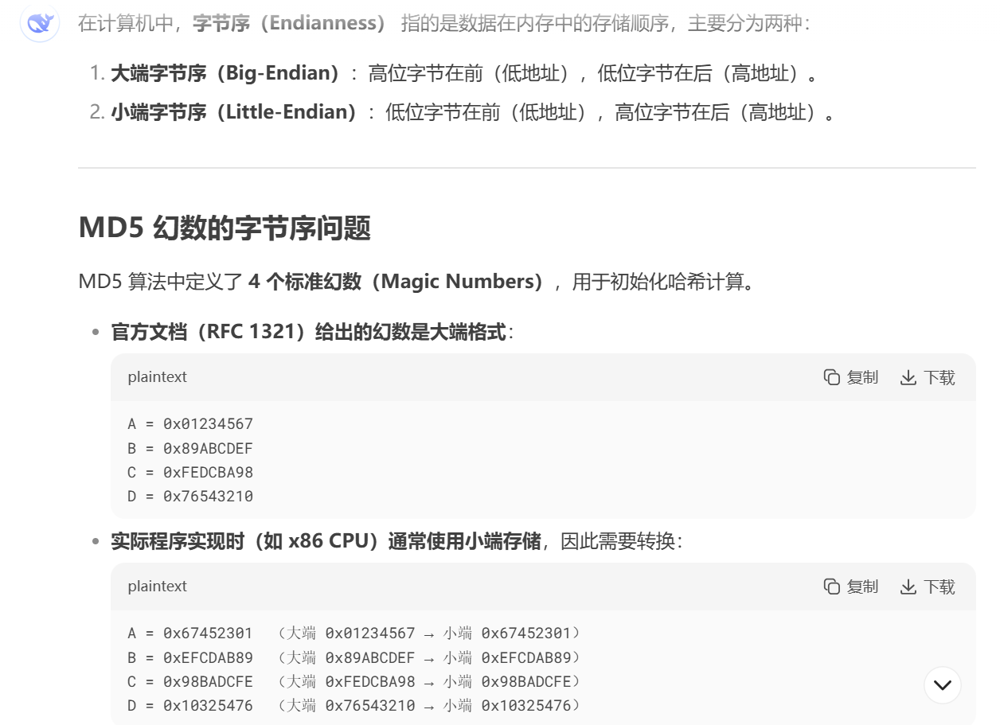 在计算机中，字节序（Endianness） 指的是数据在内存中的存储顺序，主要分为两种：
1. 大端字节序（Big-Endian）：高位字节在前（低地址），低位字节在后（高地址）。
2. 小端字节序（Little-Endian）：低位字节在前（低地址），高位字节在后（高地址）。
MD5 幻数的字节序问题
MD5 算法中定义了 4 个标准幻数（Magic Numbers），用于初始化哈希计算。
• 官方文档（RFC 1321）给出的幻数是大端格式：
plaintext 复制 下载
A = 0x01234567
B = 0x89ABCDEF
C = 0xFEDCBA98
D = 0x76543210
• 实际程序实现时（如 x86 CPU）通常使用小端存储，因此需要转换：
plaintext 复制 下载
A = 0x67452301 （大端 0x01234567 → 小端 0x67452301）
B = 0xEFCDAB89 （大端 0x89ABCDEF → 小端 0xEFCDAB89）
C = 0x98BADCFE （大端 0xFEDCBA98 → 小端 0x98BADCFE）
D = 0x10325476 （大端 0x76543210 → 小端 0x10325476）